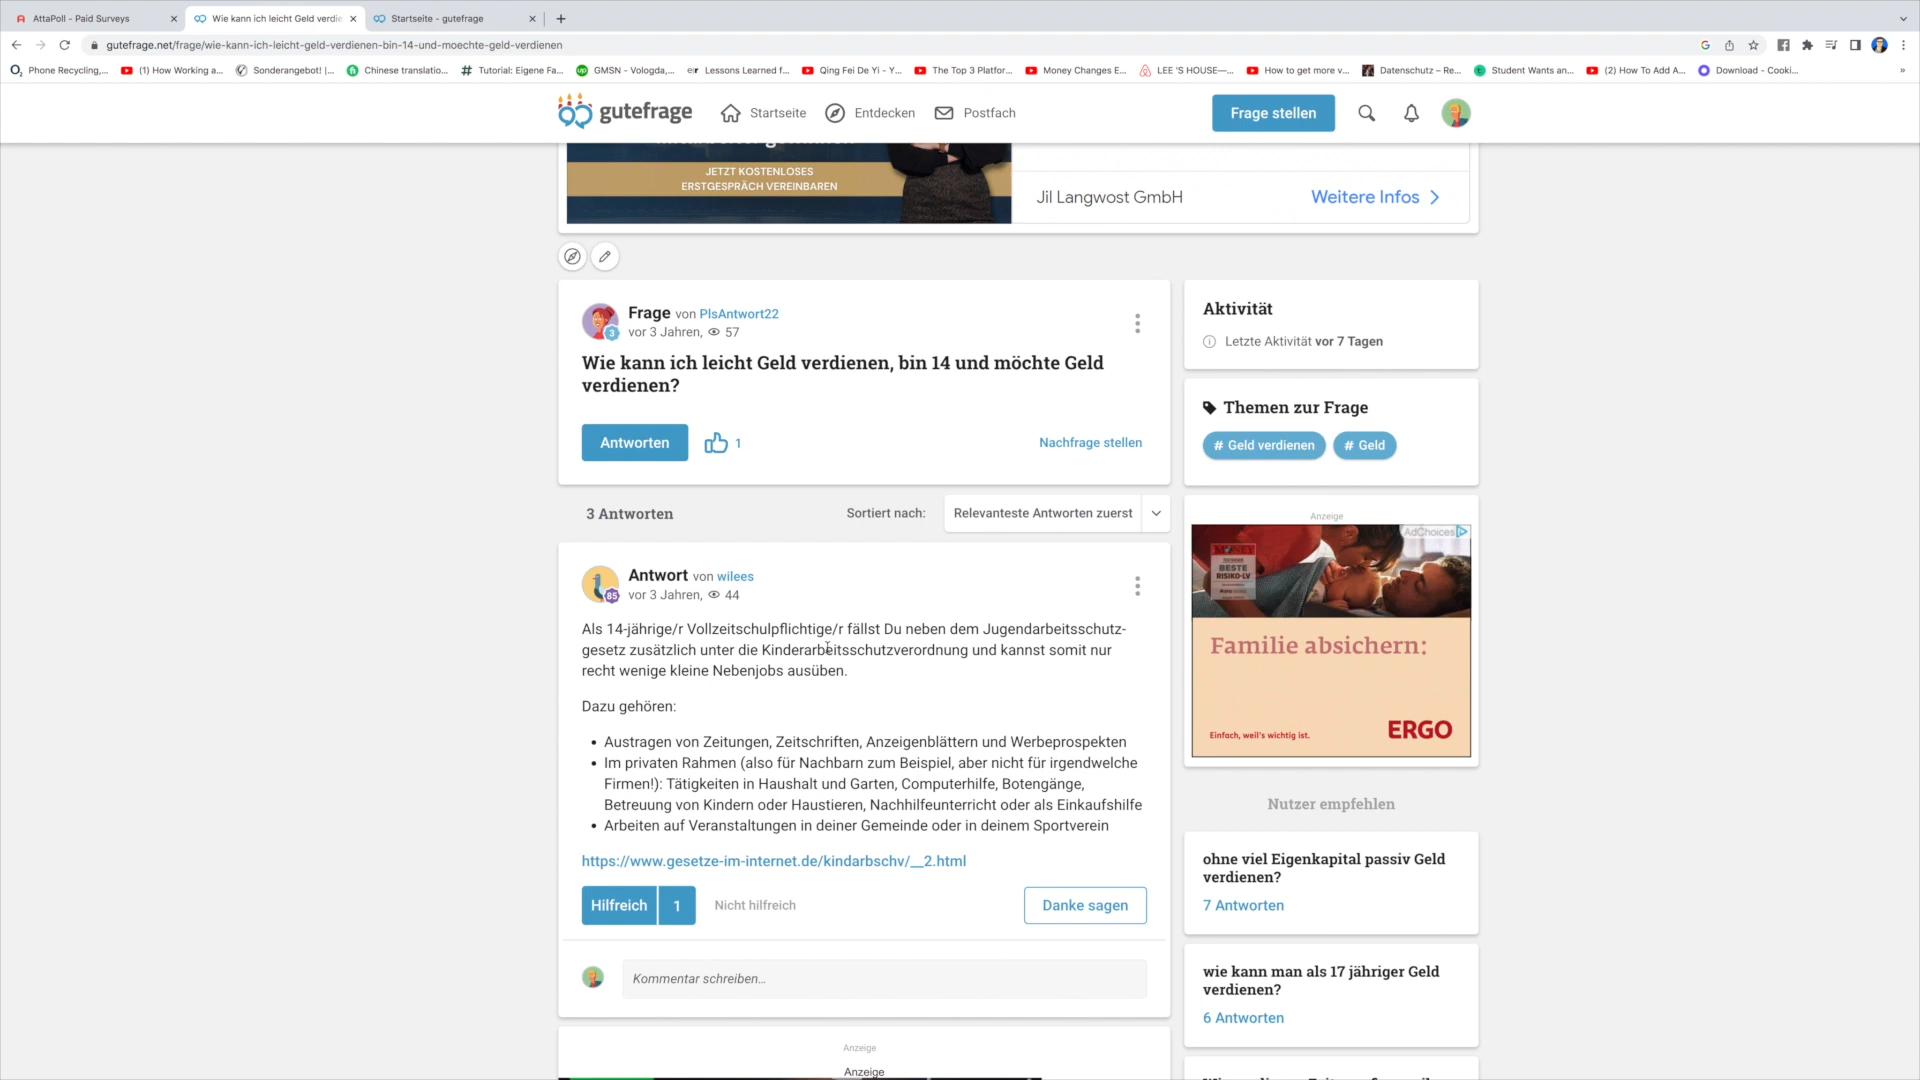 AttaPoll - Paid Surveys
Wie kann ich leicht Geld verdie
Startseite - gutefrage
gutefrage.net/frage/wie-kann-ich-leicht-geld-verdienen-bin-14-und-moechte-geld-verdienen
Phone Recycling,...
(1) How Working a...
Sonderangebot! |...
Chinese translatio...
Tutorial: Eigene Fa...
GMSN - Vologda,...
Lessons Learned f...
Qing Fei De Yi - Y...
The Top 3 Platfor...
Money Changes E...
LEE 'S HOUSE—...
How to get more v...
Datenschutz – Re...
Student Wants an...
(2) How To Add A...
Download - Cooki...
gutefrage
Startseite
Entdecken
Postfach
Frage stellen
JETZT KOSTENLOSES
ERSTGESPRÄCH VEREINBAREN
Jil Langwost GmbH
Weitere Infos
Frage von PlsAntwort22
3
vor 3 Jahren, 57
Wie kann ich leicht Geld verdienen, bin 14 und möchte Geld
verdienen?
Antworten
1
Nachfrage stellen
Aktivität
Letzte Aktivität vor 7 Tagen
Themen zur Frage
# Geld verdienen
# Geld
3 Antworten
Sortiert nach:
Relevanteste Antworten zuerst
Antwort von wilees
85
vor 3 Jahren, 44
Als 14-jährige/r Vollzeitschulpflichtige/r fällst Du neben dem Jugendarbeitsschutz-
gesetz zusätzlich unter die Kinderarbeitsschutzverordnung und kannst somit nur
recht wenige kleine Nebenjobs ausüben.
Dazu gehören:
• Austragen von Zeitungen, Zeitschriften, Anzeigenblättern und Werbeprospekten
• Im privaten Rahmen (also für Nachbarn zum Beispiel, aber nicht für irgendwelche
Firmen!): Tätigkeiten in Haushalt und Garten, Computerhilfe, Botengänge,
Betreuung von Kindern oder Haustieren, Nachhilfeunterricht oder als Einkaufshilfe
• Arbeiten auf Veranstaltungen in deiner Gemeinde oder in deinem Sportverein
https://www.gesetze-im-internet.de/kindarbschv/__2.html
Hilfreich
1
Nicht hilfreich
Danke sagen
Kommentar schreiben...
Anzeige
Anzeige
Anzeige
AdChoices
MONEY
BESTE
RISIKO-LV
Familie absichern:
Einfach, weil's wichtig ist.
ERGO
Nutzer empfehlen
ohne viel Eigenkapital passiv Geld
verdienen?
7 Antworten
wie kann man als 17 jähriger Geld
verdienen?
6 Antworten